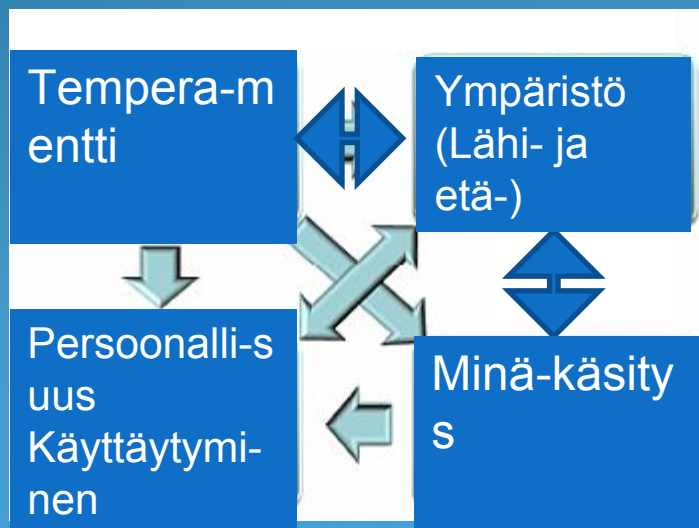 Tempera-m
entti
Ympäristö
(Lähi- ja
etä-)
Persoonalli-s
uus
Käyttäytymi-
nen
Minä-käsity
s